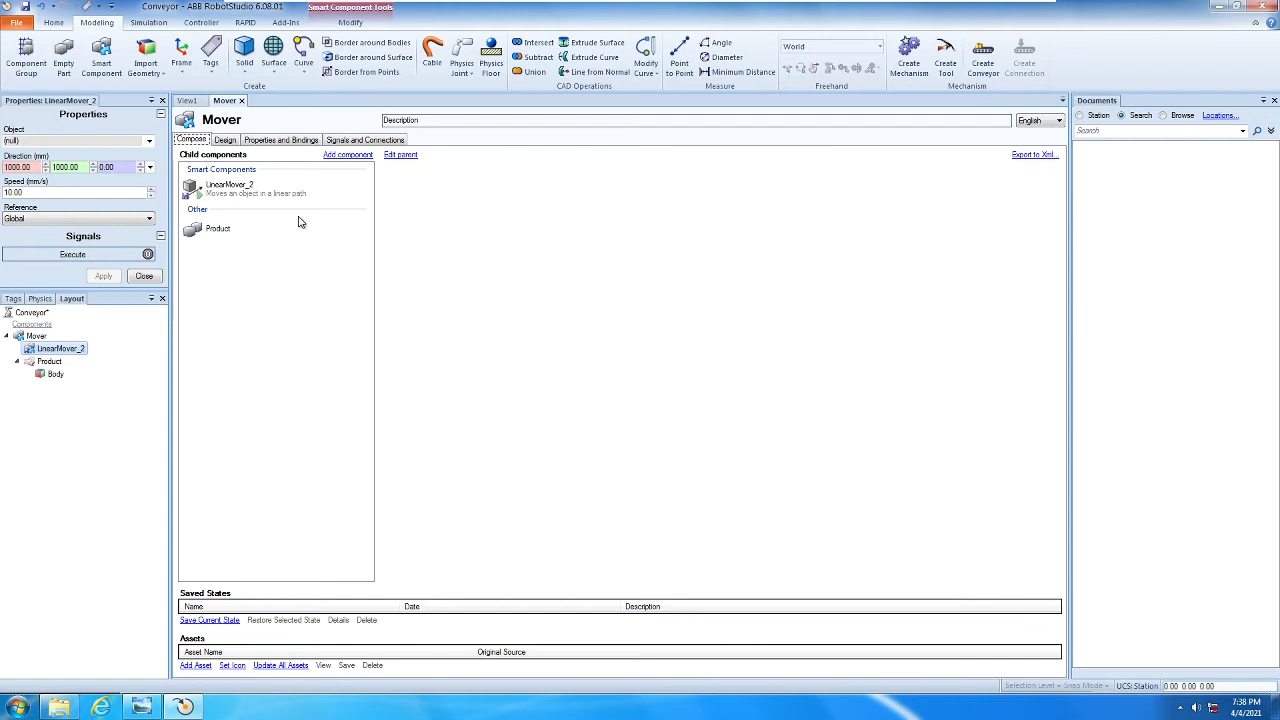 Conveyor - ABB RobotStudio 6.08.01
Smart Component Tools
File
Home
Modeling
Simulation
Controller
RAPID
Add-Ins
Modify
Component Group
Empty Part
Smart Component
Import Geometry
Frame
Tags
Solid
Surface
Curve
Border around Bodies
Border around Surface
Border from Points
Create
Cable
Physics Joint
Physics Floor
Intersect
Subtract
Union
Extrude Surface
Extrude Curve
Line from Normal
Modify Curve
CAD Operations
Point to Point
Angle
Diameter
Minimum Distance
Measure
World
Freehand
Create Mechanism
Create Tool
Create Conveyor
Create Connection
Mechanism
Properties: LinearMover_2
Properties
Object
(null)
Direction (mm)
1000.00
1000.00
0.00
Speed (mm/s)
10.00
Reference
Global
Signals
Execute
Apply
Close
Tags
Physics
Layout
Conveyor*
Components
Mover
LinearMover_2
Product
Body
View1
Mover
Mover
Description
English
Compose
Design
Properties and Bindings
Signals and Connections
Child components
Add component
Edit parent
Export to Xml...
Smart Components
LinearMover_2
Moves an object in a linear path
Other
Product
Saved States
Name
Date
Description
Save Current State
Restore Selected State
Details
Delete
Assets
Asset Name
Original Source
Add Asset
Set Icon
Update All Assets
View
Save
Delete
Documents
Station
Search
Browse
Locations...
Search
Selection Level
Snap Mode
UCS: Station
0.00 0.00 0.00
7:38 PM
4/4/2021